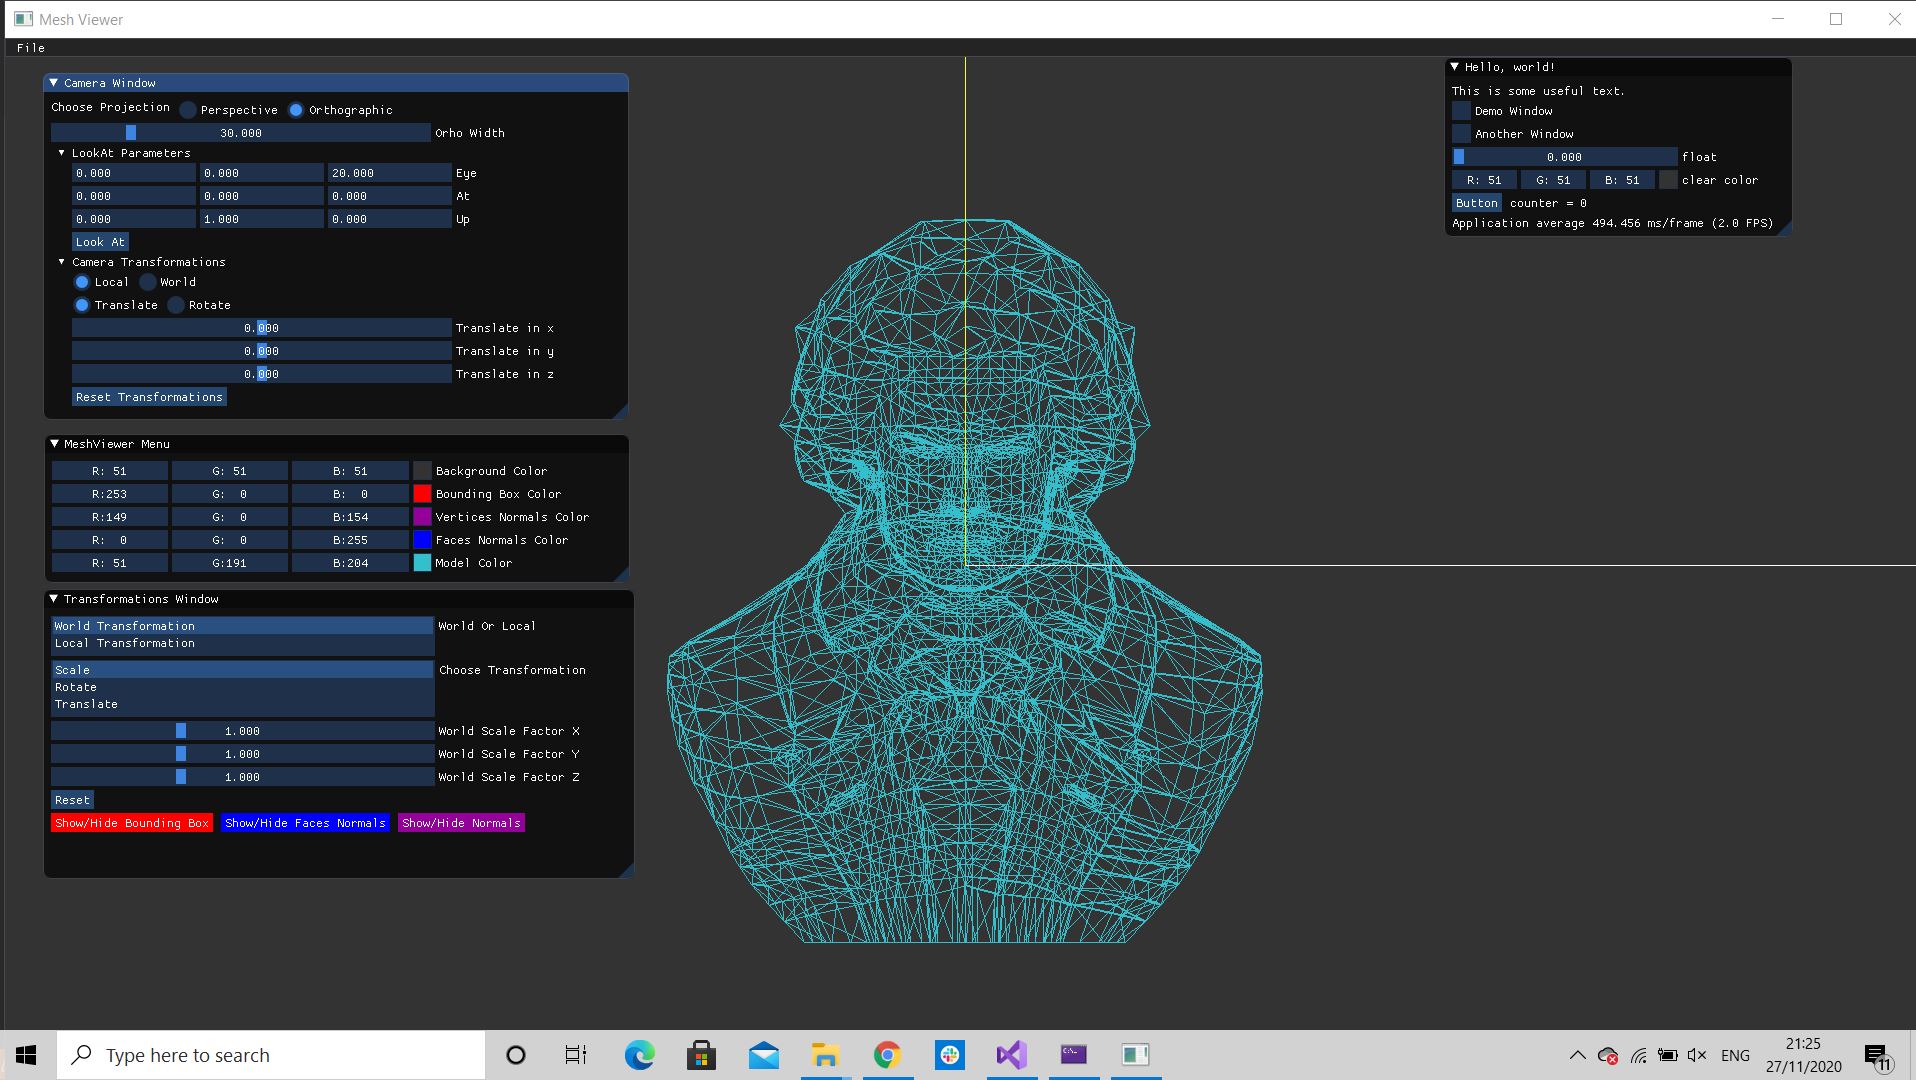 Mesh Viewer
File
Camera Window
Choose Projection Perspective Orthographic
30.000 Orho Width
LookAt Parameters
0.000 0.000 20.000 Eye
0.000 0.000 0.000 At
0.000 1.000 0.000 Up
Look At
Camera Transformations
Local World
Translate Rotate
0.000 Translate in x
0.000 Translate in y
0.000 Translate in z
Reset Transformations
MeshViewer Menu
R: 51 G: 51 B: 51 Background Color
R:253 G: 0 B: 0 Bounding Box Color
R:149 G: 0 B:154 Vertices Normals Color
R: 0 G: 0 B:255 Faces Normals Color
R: 51 G:191 B:204 Model Color
Transformations Window
World Transformation World Or Local
Local Transformation
Scale Choose Transformation
Rotate
Translate
1.000 World Scale Factor X
1.000 World Scale Factor Y
1.000 World Scale Factor Z
Reset
Show/Hide Bounding Box Show/Hide Faces Normals Show/Hide Normals
Hello, world!
This is some useful text.
Demo Window
Another Window
0.000 float
R: 51 G: 51 B: 51 clear color
Button counter = 0
Application average 494.456 ms/frame (2.0 FPS)
Type here to search
C:\.
ENG
21:25
27/11/2020
11